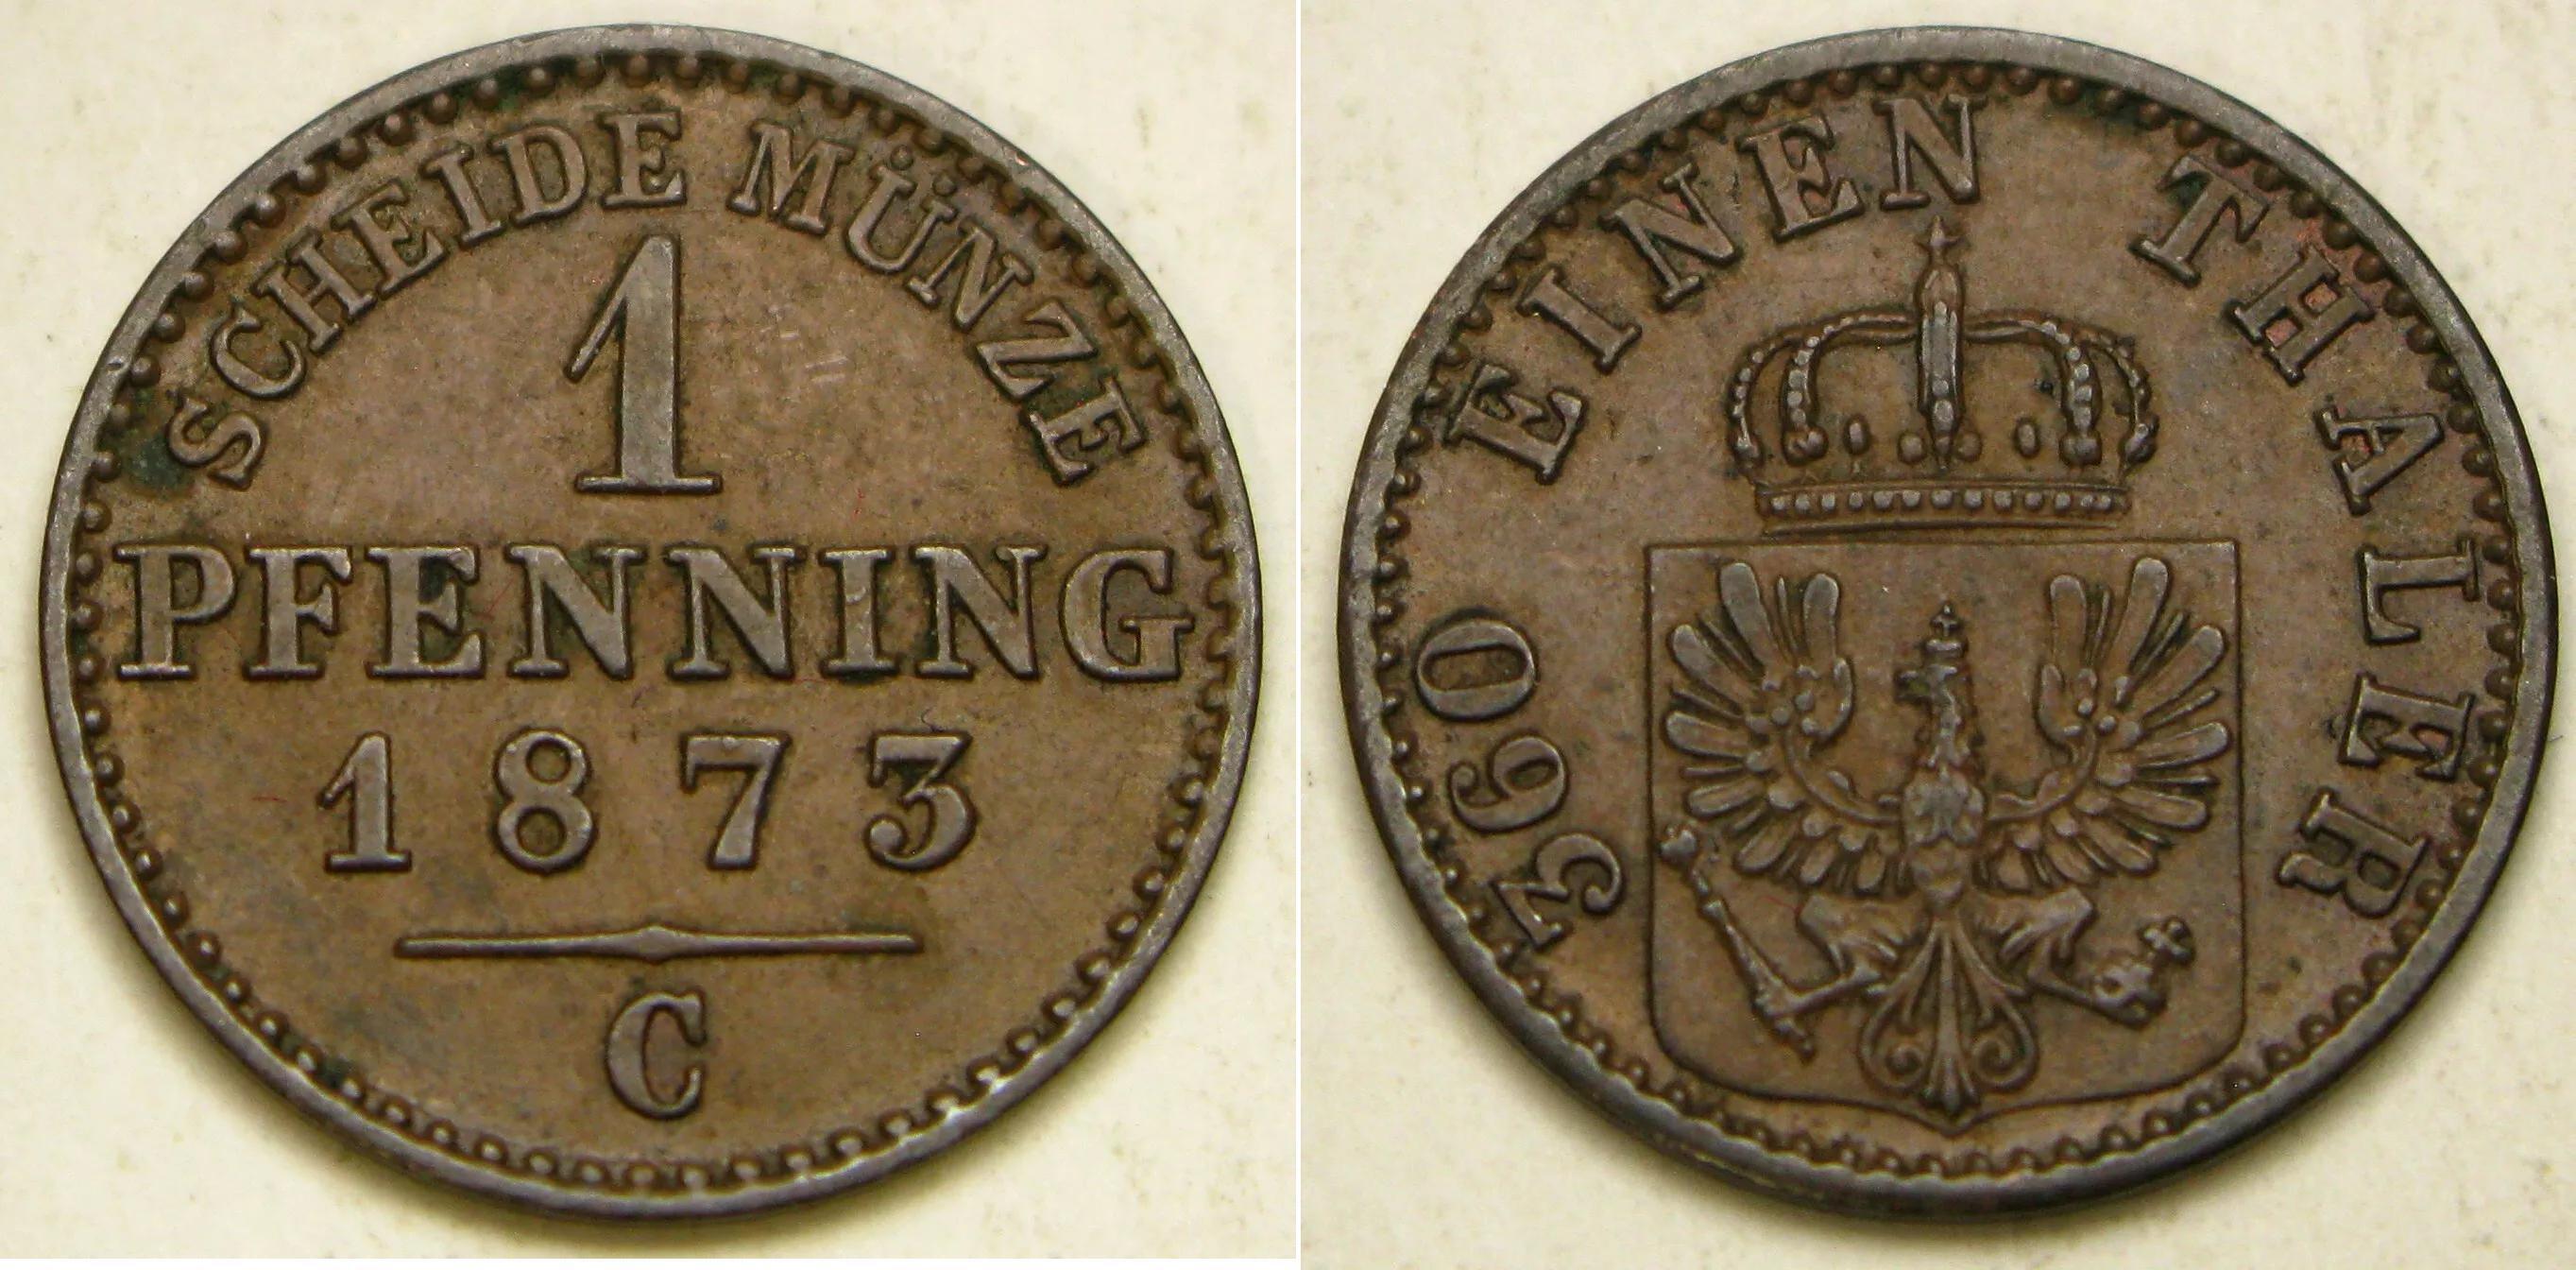 SCHEIDE MÜNZE
1
PFENNING
1873
C
360 EINEN THALER